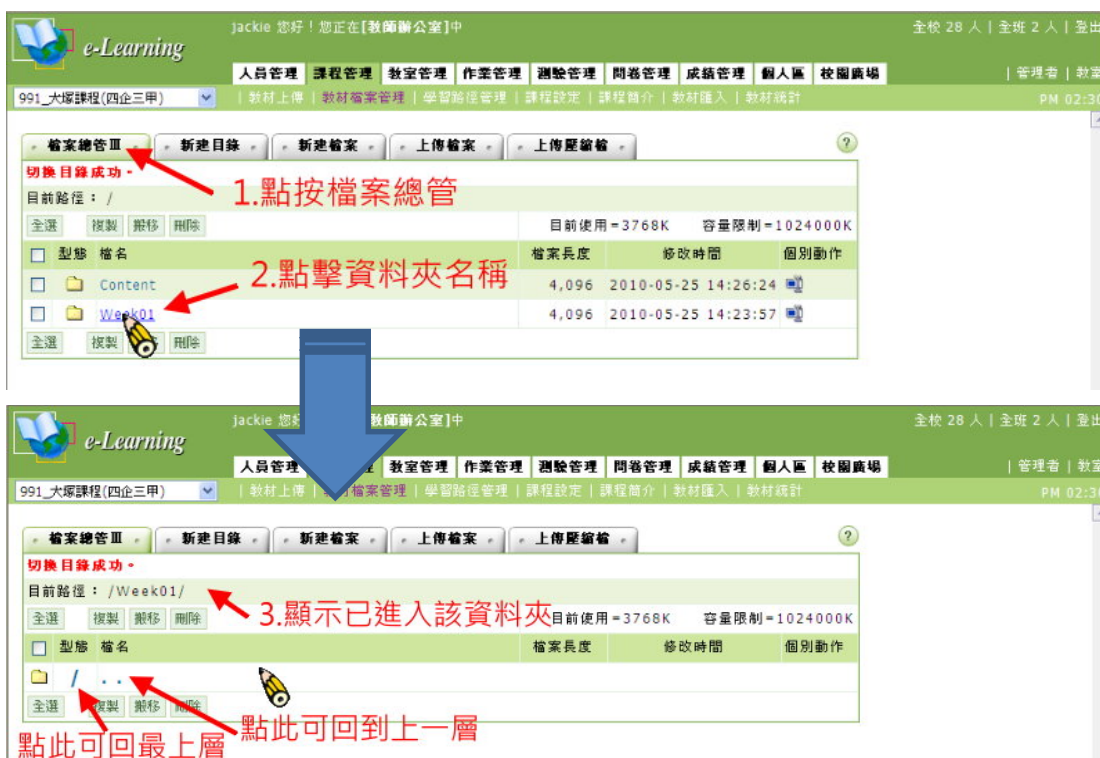 jackie 您好！您正在[教師辦公室]中
全校 28 人 | 全班 2 人 | 登出
e-Learning
人員管理 課程管理 教室管理 作業管理 測驗管理 問卷管理 成績管理 個人區 校園廣場
| 管理者 | 教室
991_大塚課程(四企三甲)
| 教材上傳 | 教材檔案管理 | 學習路徑管理 | 課程設定 | 課程簡介 | 教材匯入 | 教材統計
PM 02:30
檔案總管Ⅲ 新建目錄 新建檔案 上傳檔案 上傳壓縮檔
?
切換目錄成功。
1.點按檔案總管
目前路徑： /
全選 複製 搬移 刪除 目前使用=3768K 容量限制=1024000K
型態 檔名 檔案長度 修改時間 個別動作
2.點擊資料夾名稱
Content 4,096 2010-05-25 14:26:24
Week01 4,096 2010-05-25 14:23:57
全選 複製 刪除
jackie 您好 [教師辦公室]中
全校 28 人 | 全班 2 人 | 登出
e-Learning
人員管理 教室管理 作業管理 測驗管理 問卷管理 成績管理 個人區 校園廣場
| 管理者 | 教室
991_大塚課程(四企三甲)
| 教材上傳 | 教材檔案管理 | 學習路徑管理 | 課程設定 | 課程簡介 | 教材匯入 | 教材統計
檔案總管Ⅲ 新建目錄 新建檔案 上傳檔案 上傳壓縮檔
?
切換目錄成功。
目前路徑： /Week01/
3.顯示已進入該資料夾
全選 複製 搬移 刪除 目前使用=3768K 容量限制=1024000K
型態 檔名 檔案長度 修改時間 個別動作
/ ..
全選 複製 搬移 刪除
點此可回到上一層
點此可回最上層